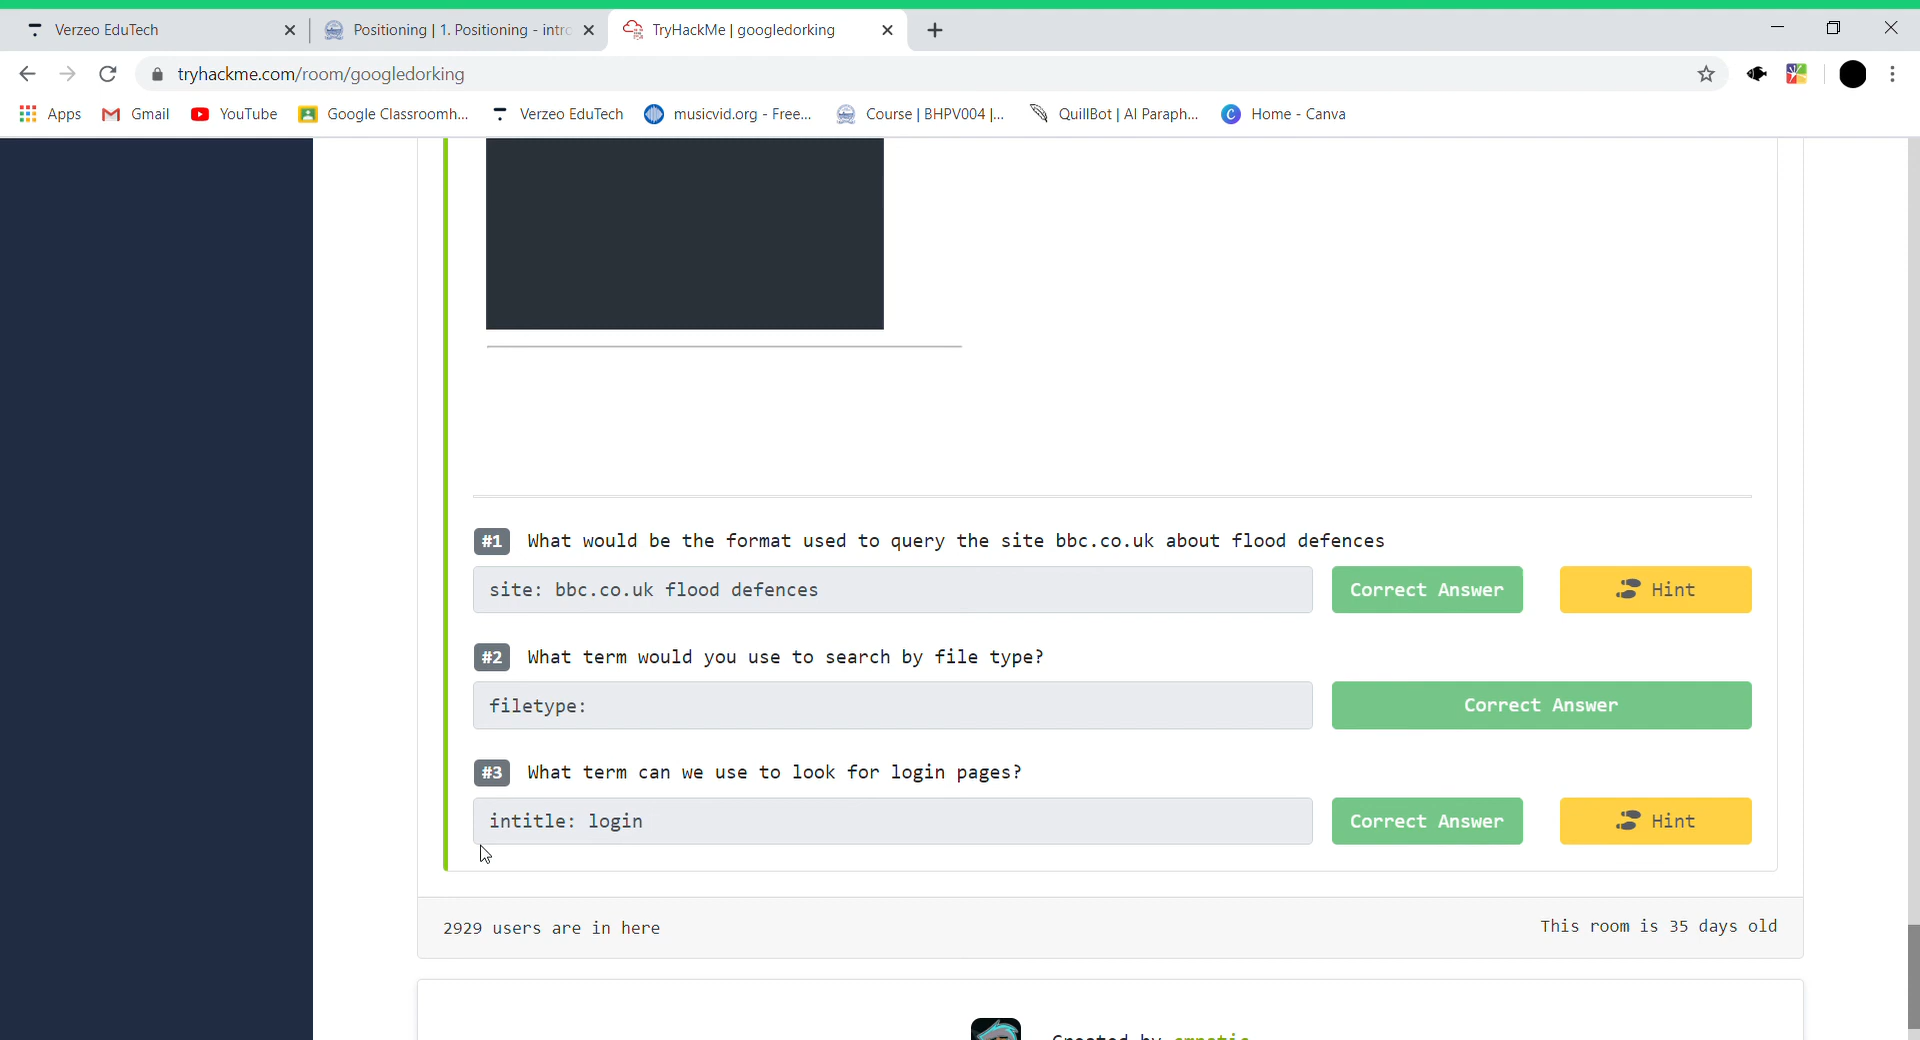 Verzeo EduTech
Positioning | 1. Positioning - intro
TryHackMe | googledorking
tryhackme.com/room/googledorking
Apps
Gmail
YouTube
Google Classroomh...
Verzeo EduTech
musicvid.org - Free...
Course | BHPV004 |...
QuillBot | AI Paraph...
Home - Canva
#1 What would be the format used to query the site bbc.co.uk about flood defences
site: bbc.co.uk flood defences
Correct Answer
Hint
#2 What term would you use to search by file type?
filetype:
Correct Answer
#3 What term can we use to look for login pages?
intitle: login
Correct Answer
Hint
2929 users are in here
This room is 35 days old
Created by